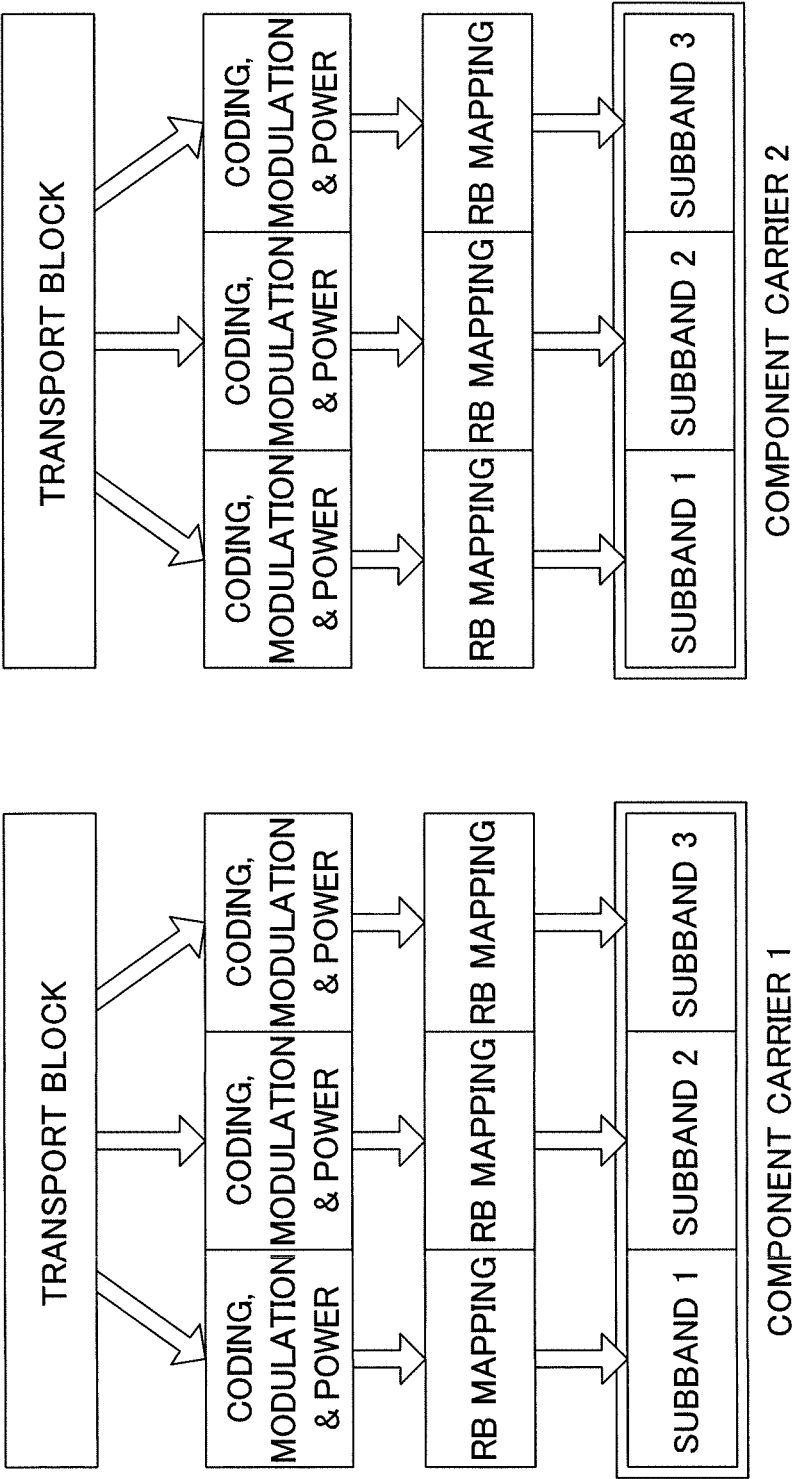 TRANSPORT BLOCK
CODING,
MODULATION
& POWER
CODING,
MODULATION
& POWER
CODING,
MODULATION
& POWER
RB MAPPING
RB MAPPING
RB MAPPING
SUBBAND 1
SUBBAND 2
SUBBAND 3
COMPONENT CARRIER 1
TRANSPORT BLOCK
CODING,
MODULATION
& POWER
CODING,
MODULATION
& POWER
CODING,
MODULATION
& POWER
RB MAPPING
RB MAPPING
RB MAPPING
SUBBAND 1
SUBBAND 2
SUBBAND 3
COMPONENT CARRIER 2